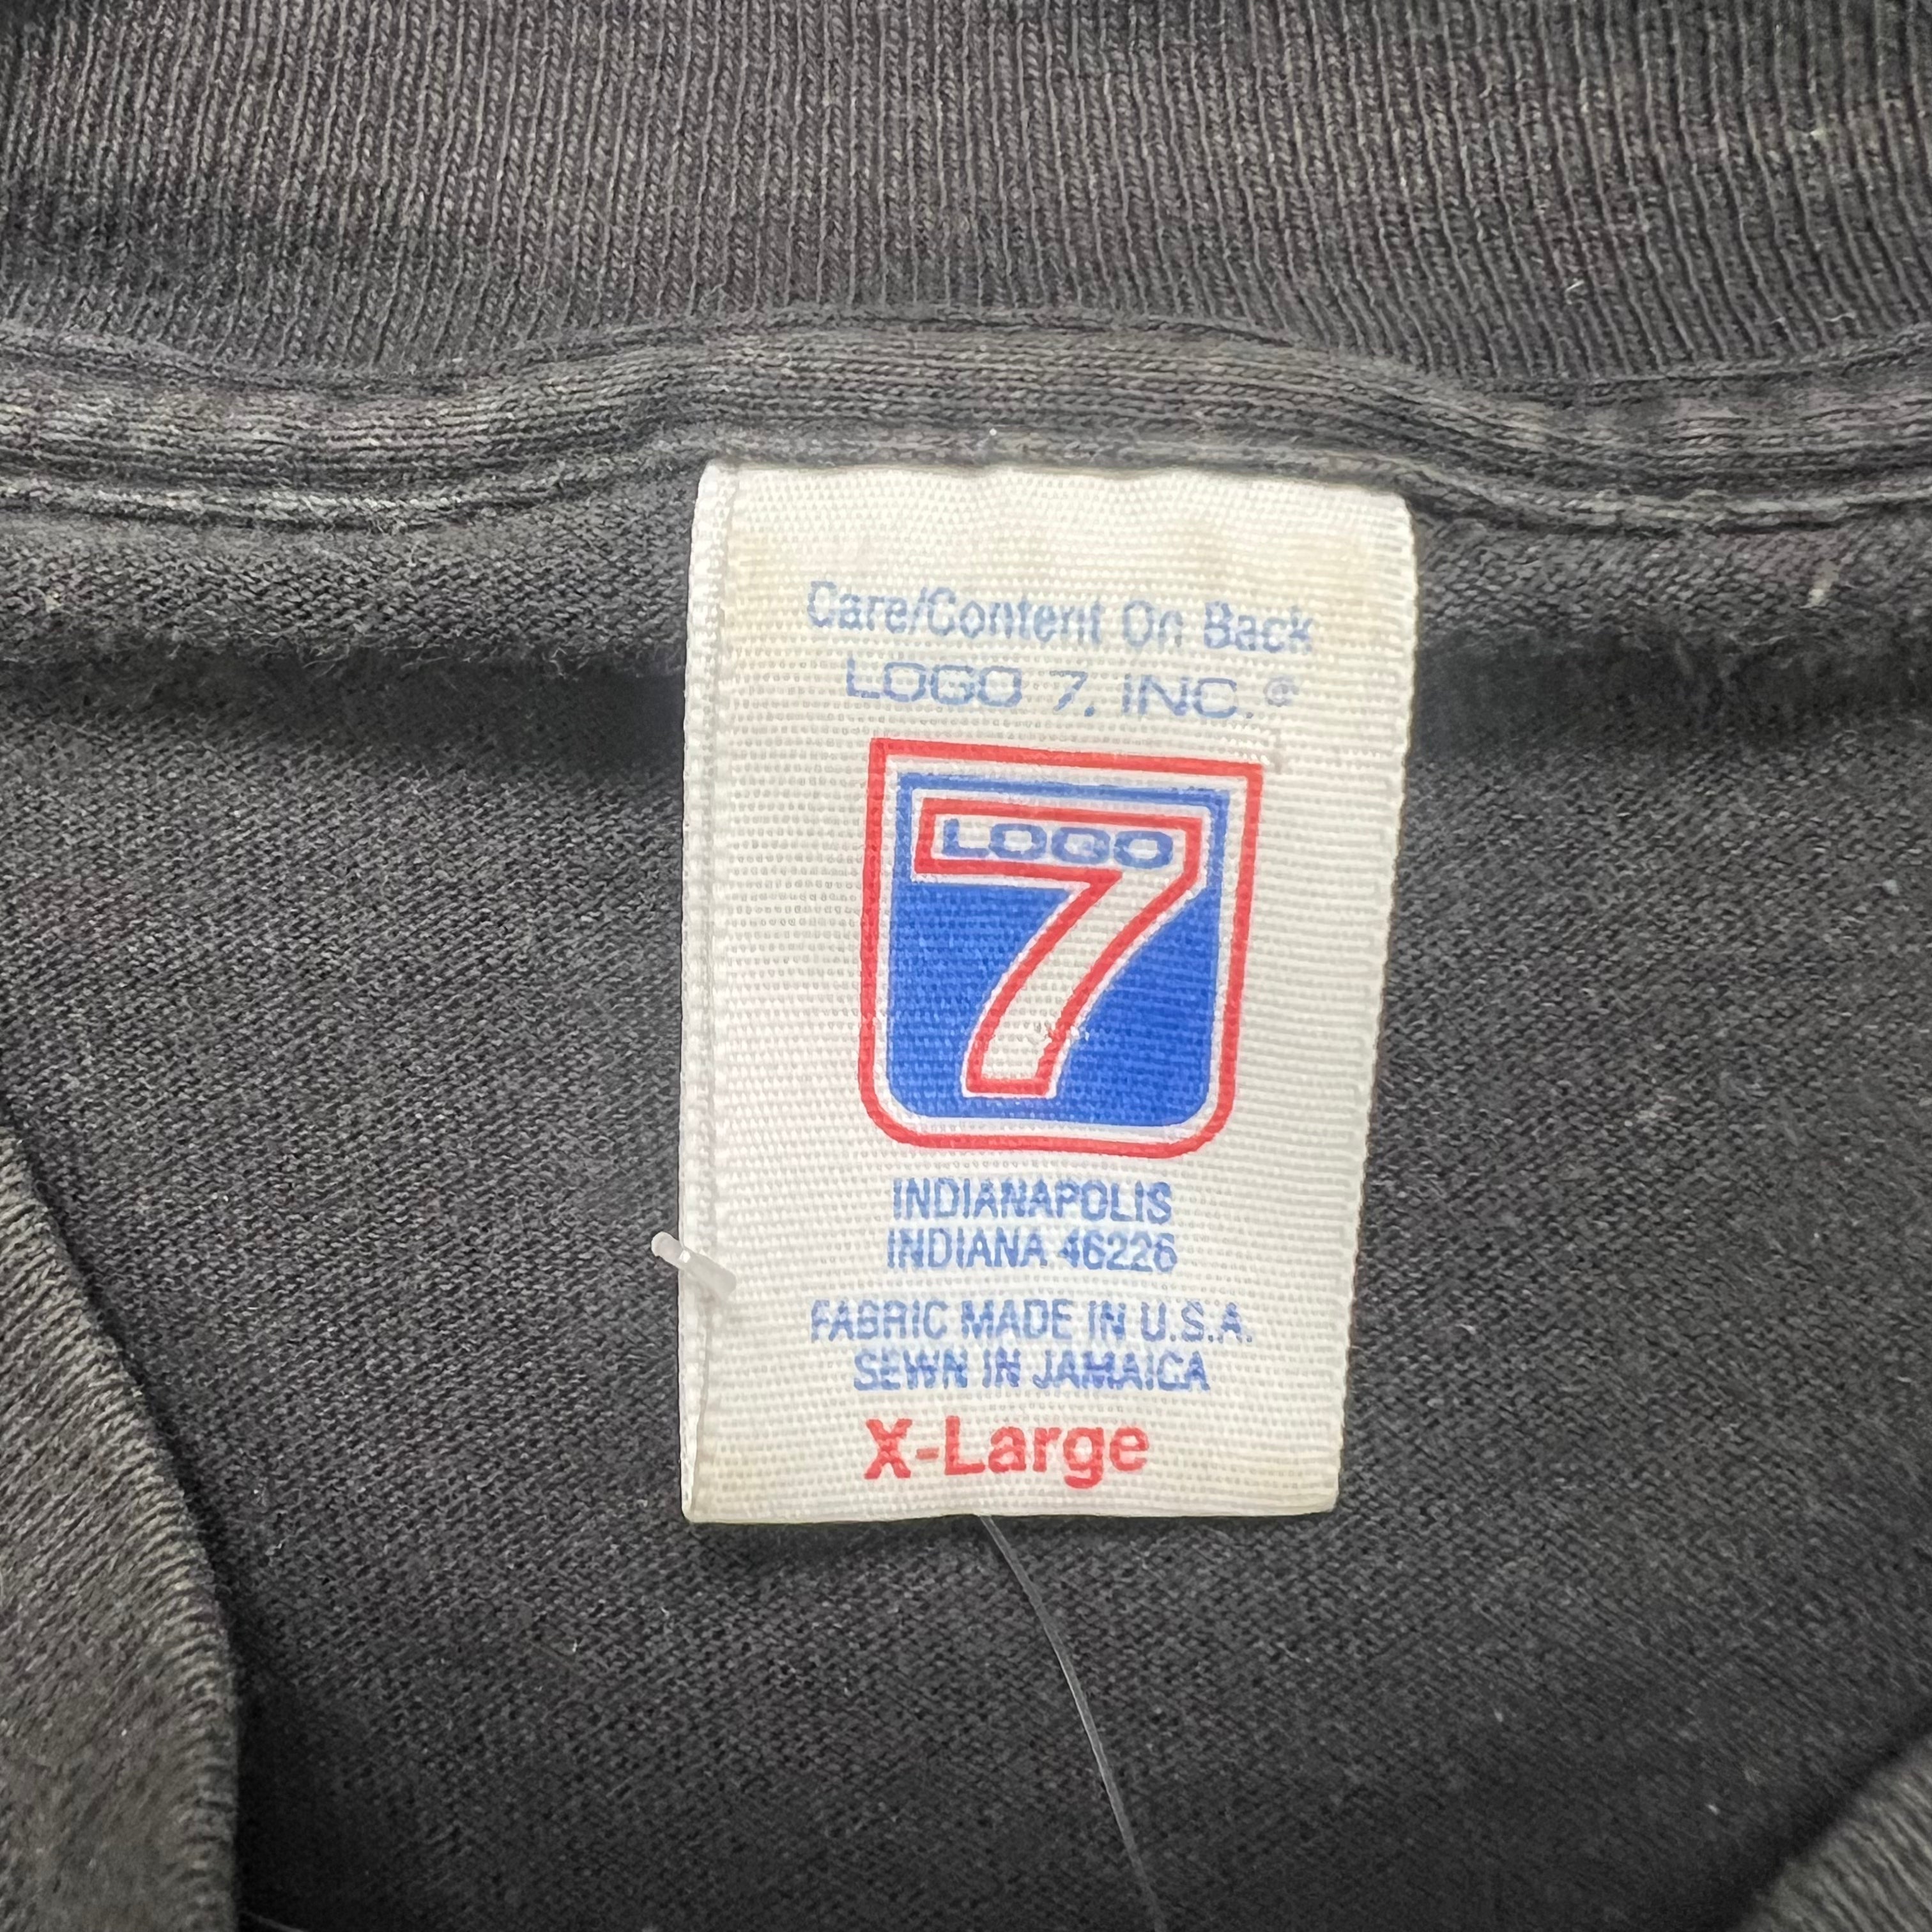 Care/Content On Back
LOGO 7, INC.®
LOGO
7
INDIANAPOLIS
INDIANA 46226
FABRIC MADE IN U.S.A.
SEWN IN JAMAICA
X-Large